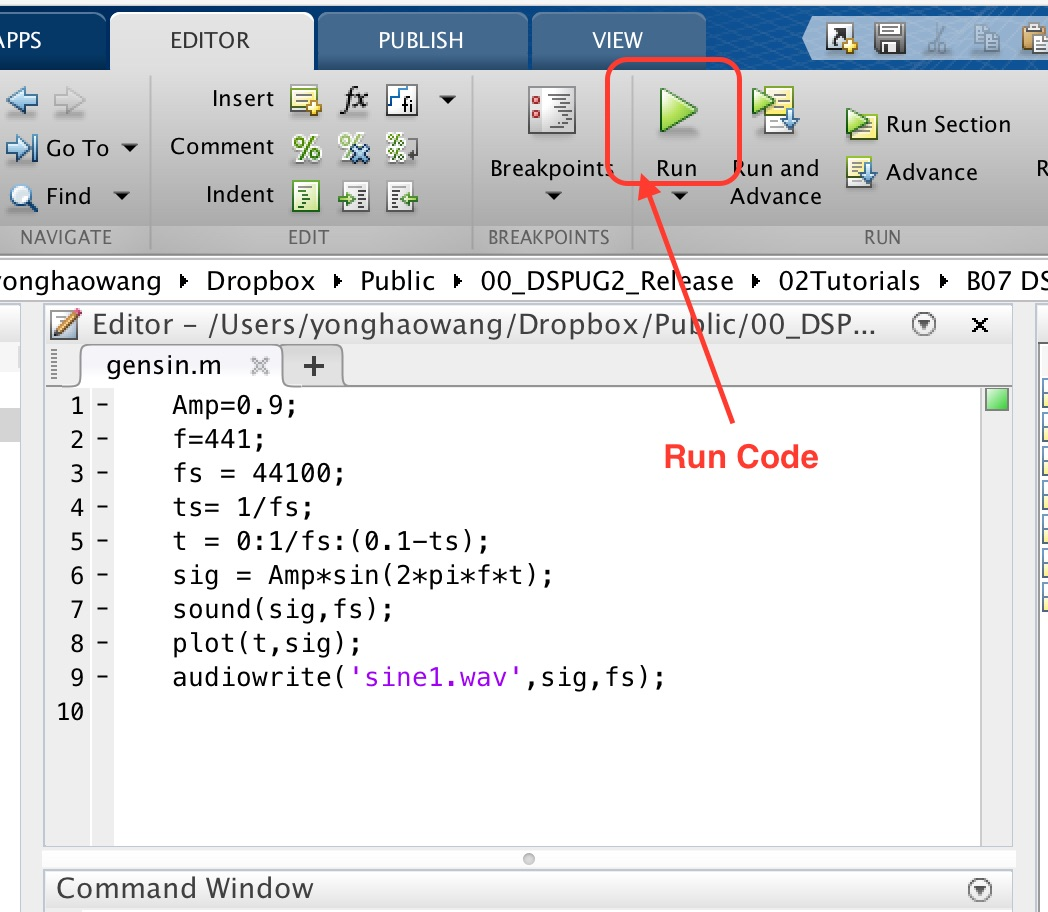 APPS EDITOR PUBLISH VIEW
Insert fx fi
Go To Comment % % %
Find Indent
Breakpoints Run Run and Advance
Run Section
Advance
NAVIGATE EDIT BREAKPOINTS RUN
yonghaowang Dropbox Public 00_DSPUG2_Release 02Tutorials B07 DS
Editor – /Users/yonghaowang/Dropbox/Public/00_DSP...
gensin.m +
1 – Amp=0.9;
2 – f=441;
3 – fs = 44100;
4 – ts= 1/fs;
5 – t = 0:1/fs:(0.1-ts);
6 – sig = Amp*sin(2*pi*f*t);
7 – sound(sig,fs);
8 – plot(t,sig);
9 – audiowrite('sine1.wav',sig,fs);
10
Run Code
Command Window